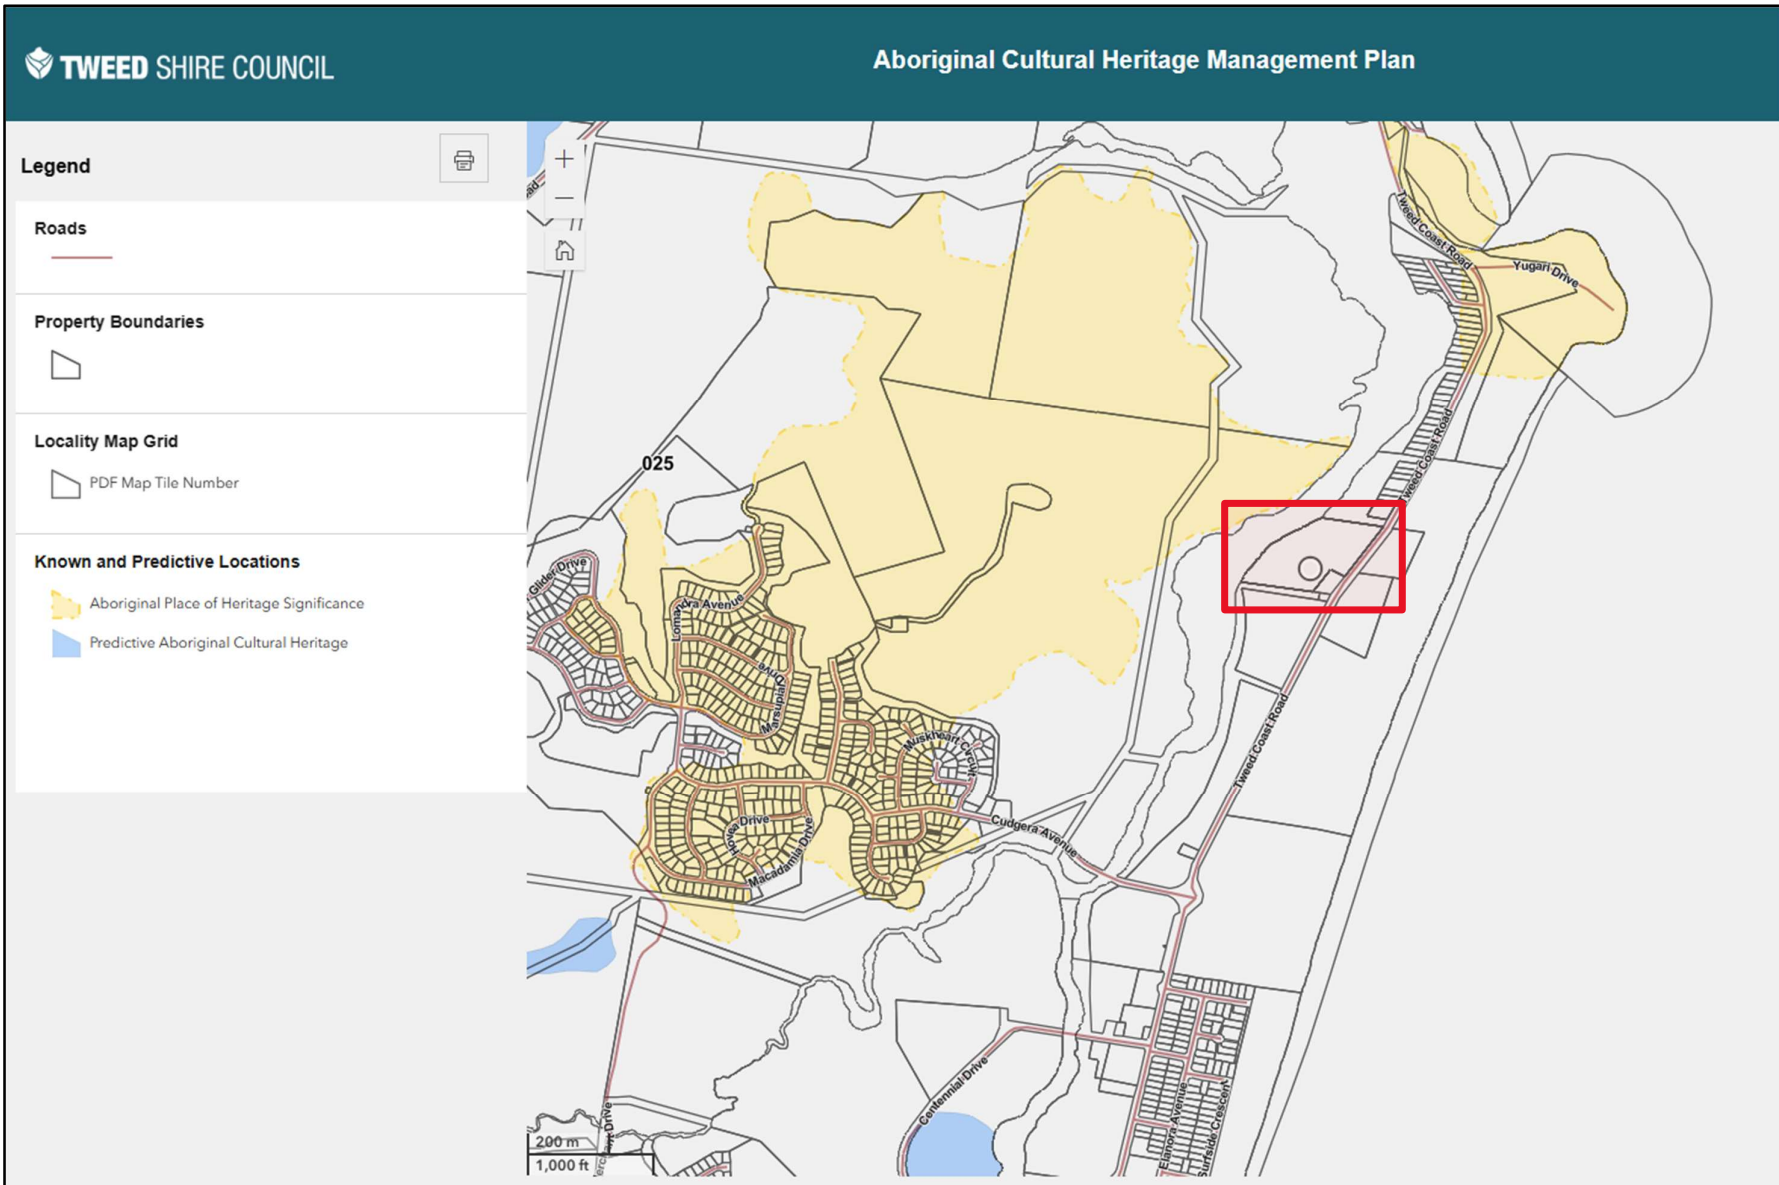 TWEED SHIRE COUNCIL
Aboriginal Cultural Heritage Management Plan
Legend
Roads
Property Boundaries
Locality Map Grid
PDF Map Tile Number
Known and Predictive Locations
Aboriginal Place of Heritage Significance
Predictive Aboriginal Cultural Heritage
+
−
Tweed Coast Road
Yugari Drive
Tweed Coast Road
025
Glider Drive
Lomandra Avenue
Marsupial Drive
Muskheart Circuit
Tweed Coast Road
Hovea Drive
Macadamia Drive
Cudgera Avenue
Centennial Drive
Elanora Avenue
Surfside Crescent
Drive
200 m
1,000 ft